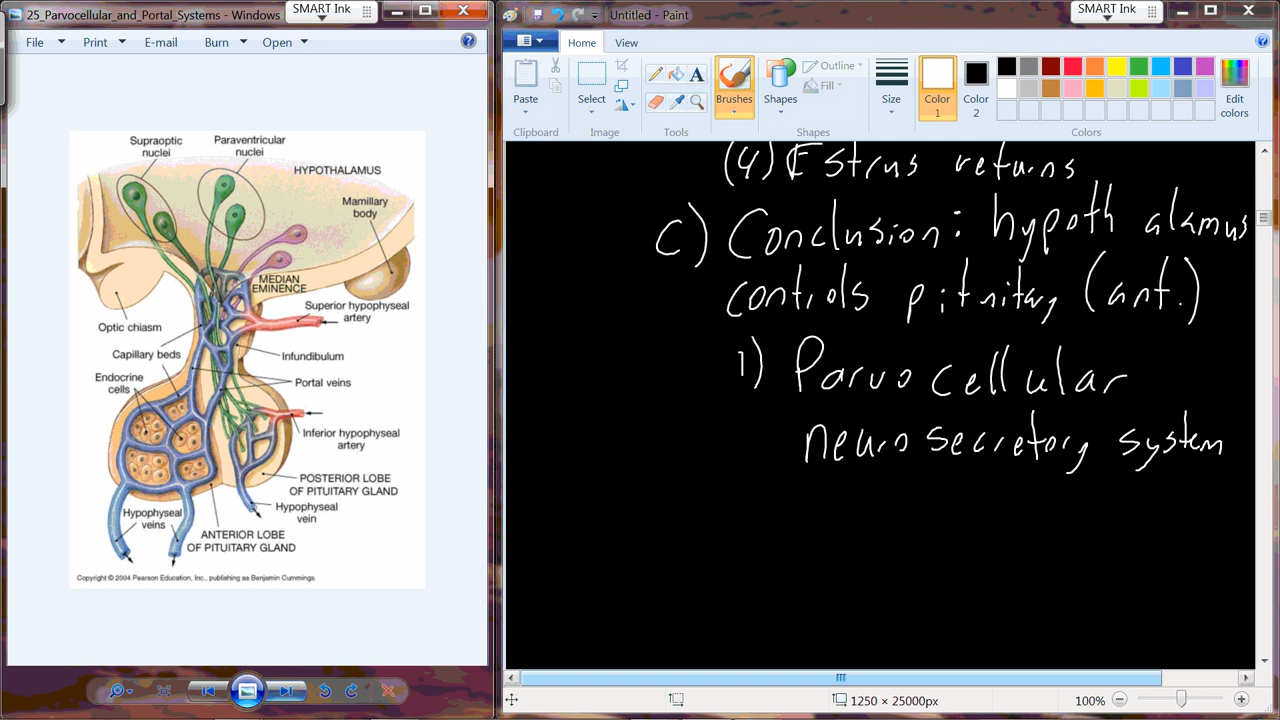 25_Parvocellular_and_Portal_Systems - Windows
SMART Ink
File Print E-mail Burn Open
Supraoptic
nuclei
Paraventricular
nuclei
HYPOTHALAMUS
Mamillary
body
MEDIAN
EMINENCE
Superior hypophyseal
artery
Optic chiasm
Capillary beds
Infundibulum
Endocrine
cells
Portal veins
Inferior hypophyseal
artery
POSTERIOR LOBE
OF PITUITARY GLAND
Hypophyseal
veins
Hypophyseal
vein
ANTERIOR LOBE
OF PITUITARY GLAND
Copyright © 2004 Pearson Education, Inc., publishing as Benjamin Cummings.
Untitled - Paint
SMART Ink
Home View
Paste
Select
Outline
Fill
Brushes Shapes Size
Color
1
Color
2
Edit
colors
Clipboard Image Tools Shapes Colors
(4) Estrus returns
C) Conclusion: hypothalamus
controls pituitary (ant.)
1) Parvocellular
neurosecretory system
1250 × 25000px
100%